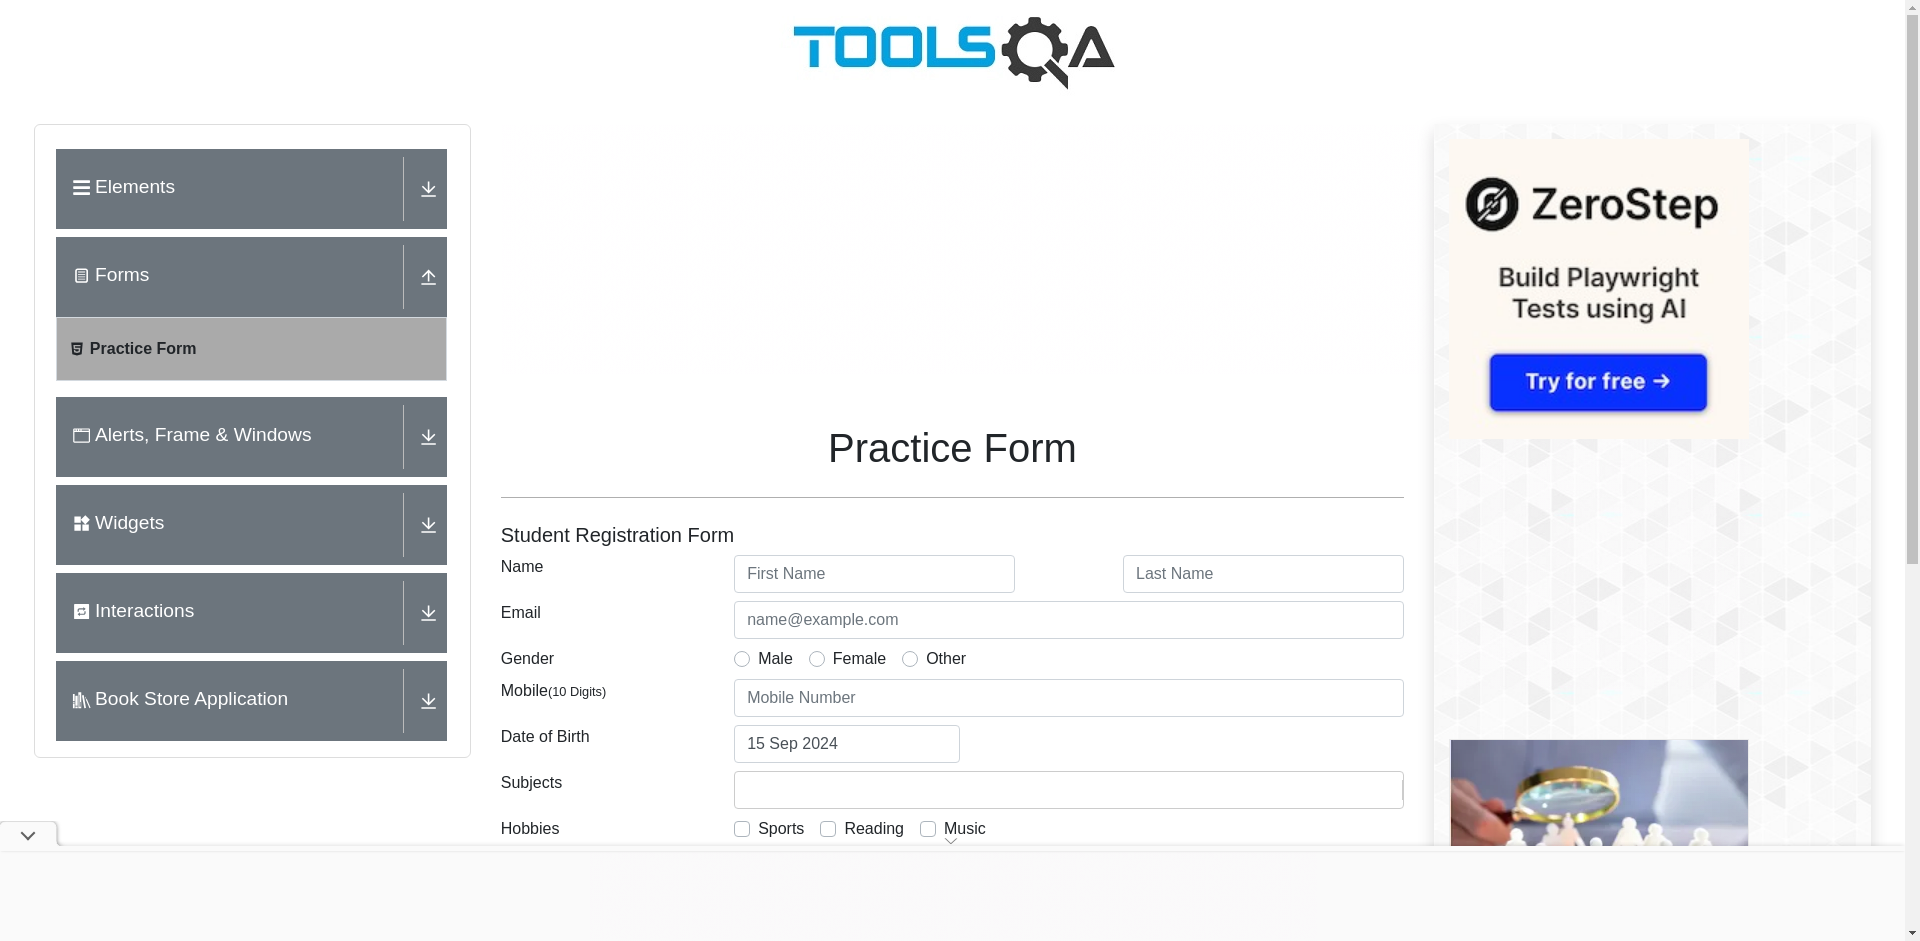 TOOLSQA
Elements
Forms
Practice Form
Alerts, Frame & Windows
Widgets
Interactions
Book Store Application
Practice Form
Student Registration Form
Name First Name Last Name
Email name@example.com
Gender Male Female Other
Mobile(10 Digits) Mobile Number
Date of Birth 15 Sep 2024
Subjects
Hobbies Sports Reading Music
ZeroStep
Build Playwright
Tests using AI
Try for free →